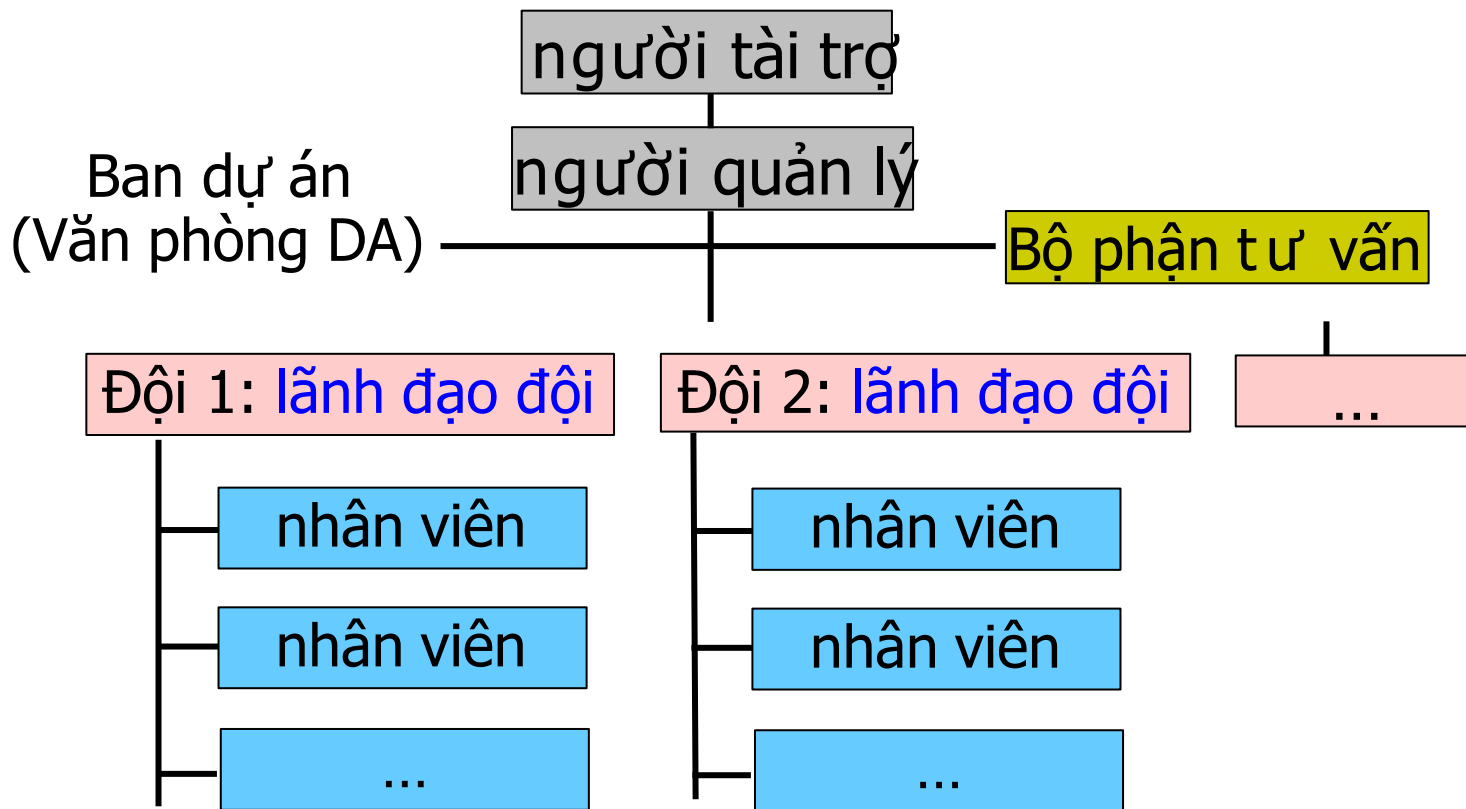 người tài trợ
người quản lý
Ban dự án
(Văn phòng DA)
Bộ phận tư vấn
Đội 1: lãnh đạo đội
Đội 2: lãnh đạo đội
...
nhân viên
nhân viên
nhân viên
nhân viên
...
...